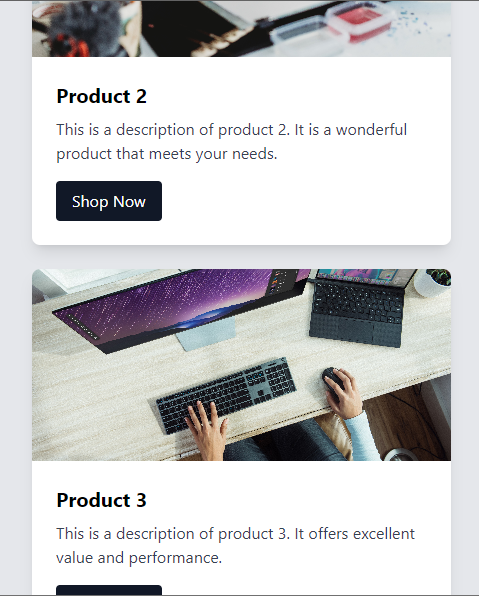 Product 2
This is a description of product 2. It is a wonderful
product that meets your needs.
Shop Now
Product 3
This is a description of product 3. It offers excellent
value and performance.